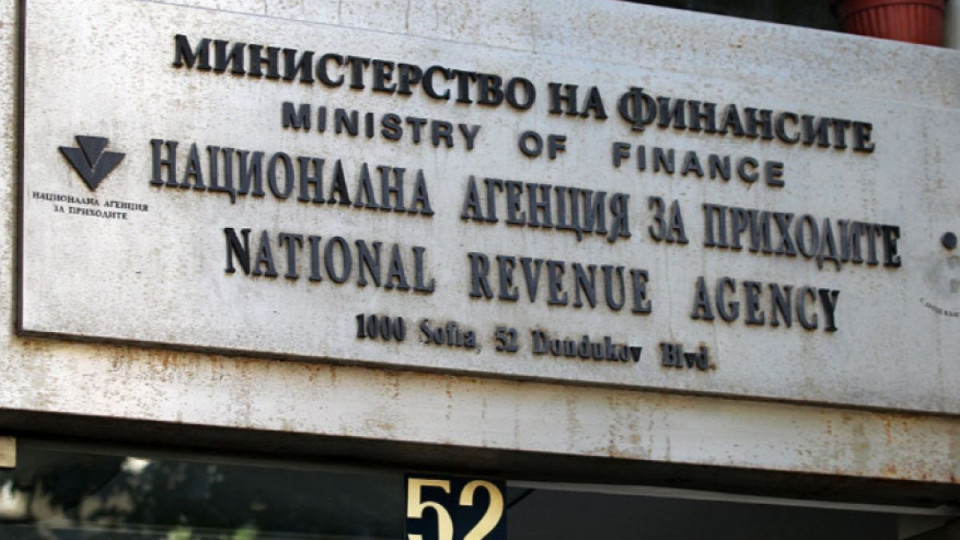 МИНИСТЕРСТВО НА ФИНАНСИТЕ
MINISTRY OF FINANCE
НАЦИОНАЛНА АГЕНЦИЯ ЗА ПРИХОДИТЕ
NATIONAL REVENUE AGENCY
1000 Sofia, 52 Dondukov Blvd.
НАЦИОНАЛНА АГЕНЦИЯ
ЗА ПРИХОДИТЕ
52